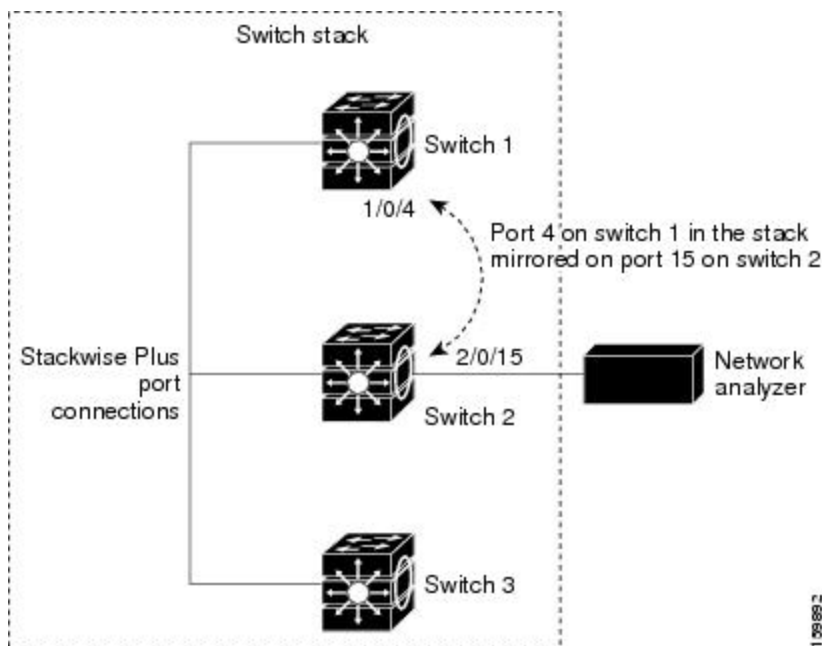 Switch stack
Switch 1
1/0/4
Port 4 on switch 1 in the stack
mirrored on port 15 on switch 2
Stackwise Plus
port
connections
2/0/15
Switch 2
Network
analyzer
Switch 3
159892